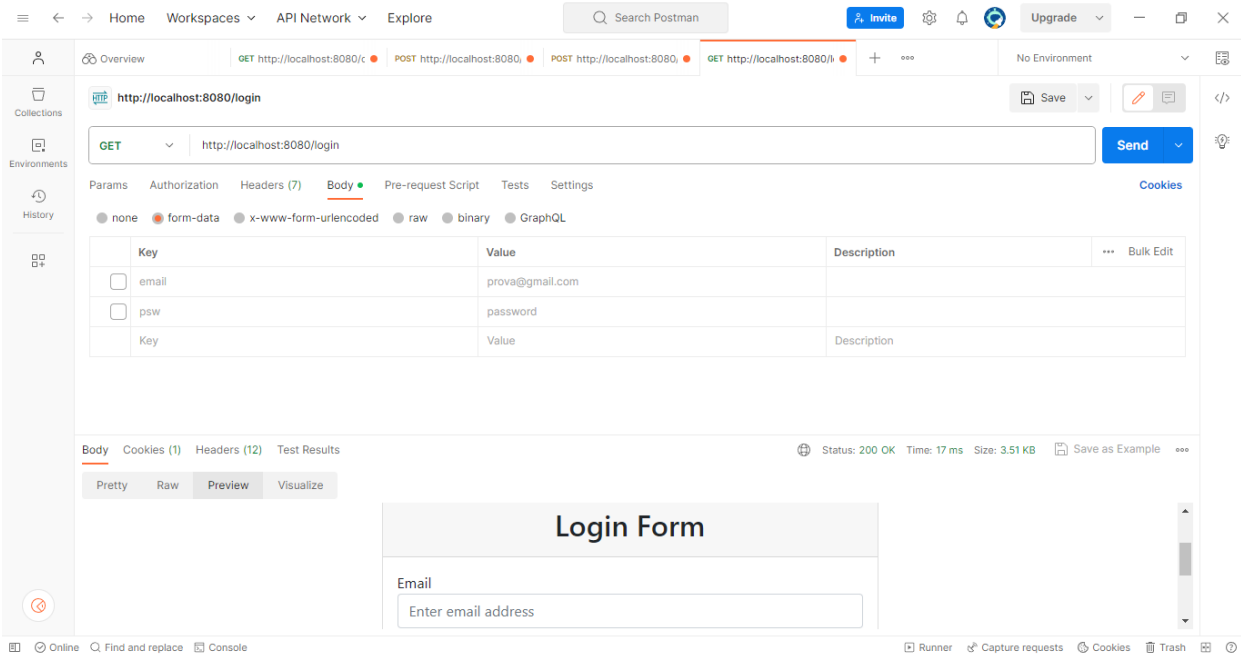 Home Workspaces API Network Explore Search Postman Invite Upgrade
Overview GET http://localhost:8080/c POST http://localhost:8080, POST http://localhost:8080/ GET http://localhost:8080/l No Environment
HTTP http://localhost:8080/login Save
Collections
GET http://localhost:8080/login Send
Environments
Params Authorization Headers (7) Body Pre-request Script Tests Settings Cookies
History
none form-data x-www-form-urlencoded raw binary GraphQL
Key Value Description Bulk Edit
email prova@gmail.com
psw password
Key Value Description
Body Cookies (1) Headers (12) Test Results Status: 200 OK Time: 17 ms Size: 3.51 KB Save as Example
Pretty Raw Preview Visualize
Login Form
Email
Enter email address
Online Find and replace Console Runner Capture requests Cookies Trash